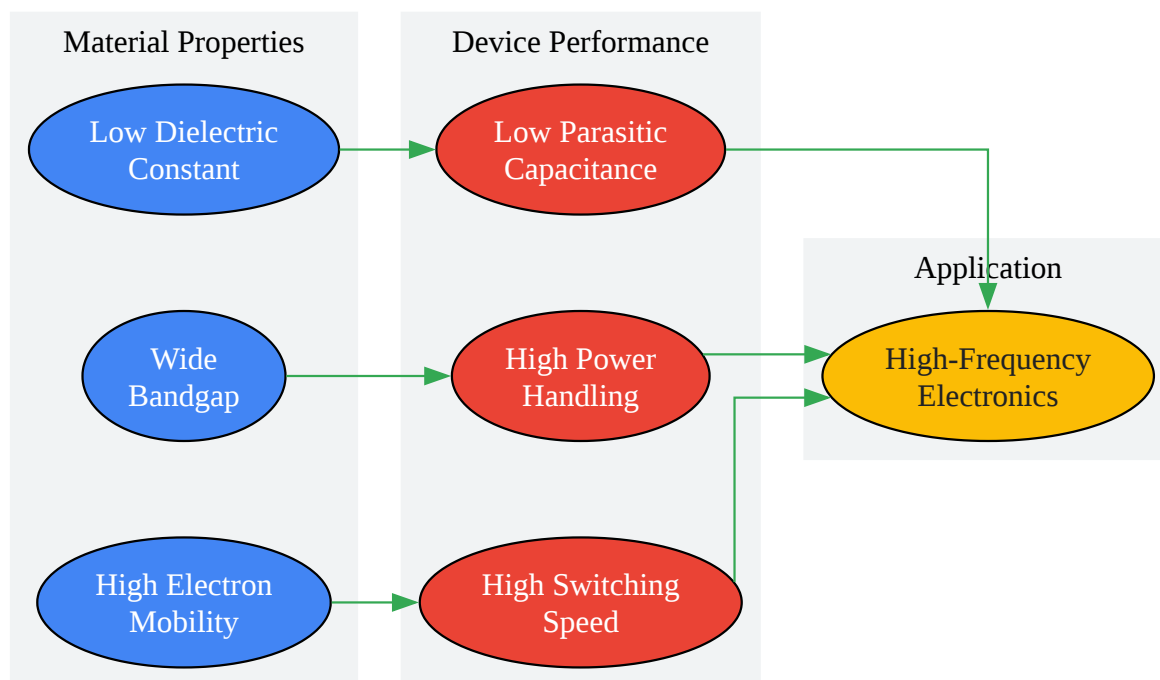 Material Properties
Device Performance
Low Dielectric
Constant
Low Parasitic
Capacitance
Application
Wide
Bandgap
High Power
Handling
High-Frequency
Electronics
High Electron
Mobility
High Switching
Speed